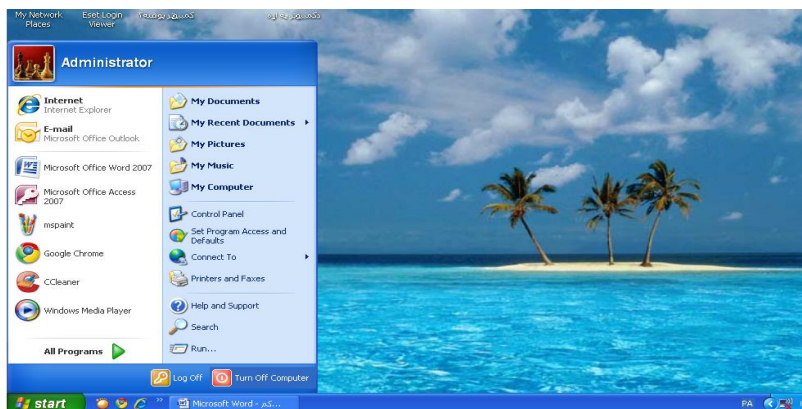 My Network
Places
Eset Login
Viewer
Administrator
Internet
Internet Explorer
E-mail
Microsoft Office Outlook
Microsoft Office Word 2007
Microsoft Office Access
2007
mspaint
Google Chrome
CCleaner
Windows Media Player
All Programs
My Documents
My Recent Documents
My Pictures
My Music
My Computer
Control Panel
Set Program Access and
Defaults
Connect To
Printers and Faxes
Help and Support
Search
Run...
Log Off
Turn Off Computer
start
Microsoft Word - کم...
PA